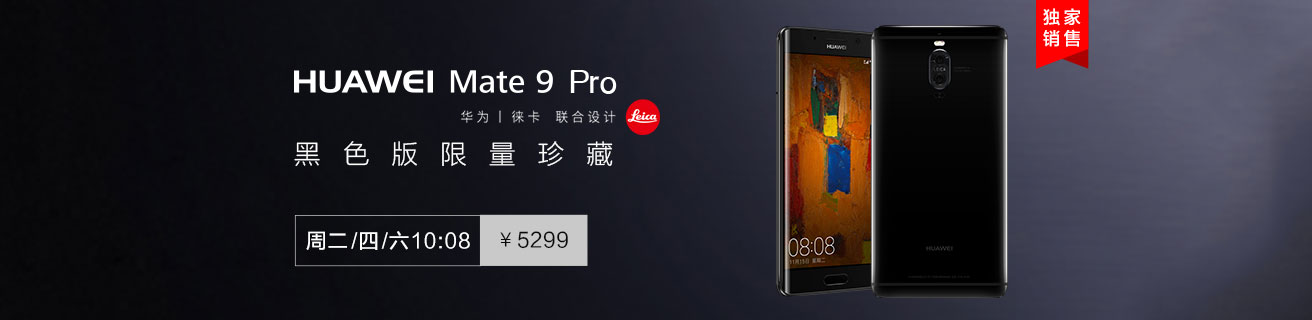 HUAWEI Mate 9 Pro
华为 | 徕卡 联合设计 Leica
黑色版限量珍藏
周二/四/六10:08 ¥5299
HUAWEI
08:08
HUAWEI
独家
销售